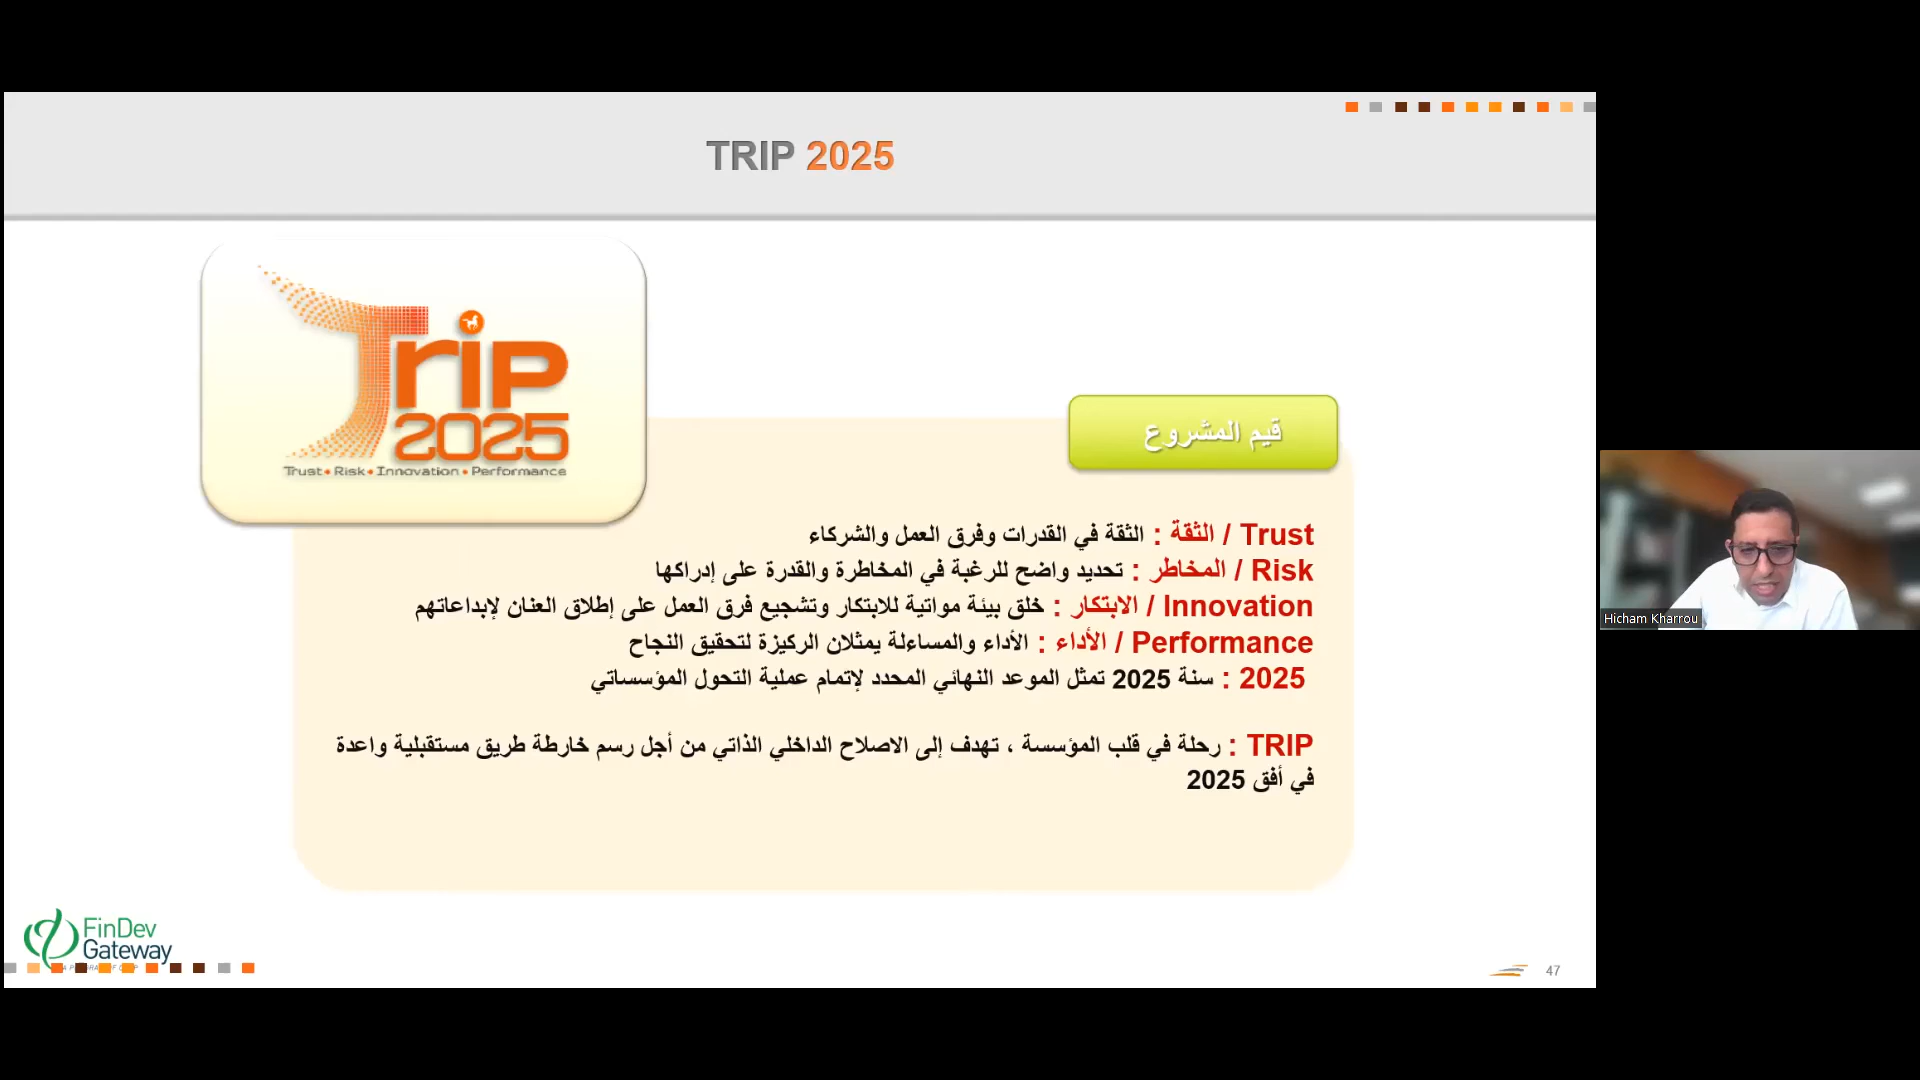 TRIP 2025
Trip
2025
Trust • Risk • Innovation • Performance
قيم المشروع
Trust / الثقة : الثقة في القدرات وفرق العمل والشركاء
Risk / المخاطر : تحديد واضح للرغبة في المخاطرة والقدرة على إدراكها
Innovation / الابتكار : خلق بيئة مواتية للابتكار وتشجيع فرق العمل على إطلاق العنان لإبداعاتهم
Performance / الأداء : الأداء والمساءلة يمثلان الركيزة لتحقيق النجاح
2025 : سنة 2025 تمثل الموعد النهائي المحدد لإتمام عملية التحول المؤسساتي
TRIP : رحلة في قلب المؤسسة ، تهدف إلى الاصلاح الداخلي الذاتي من أجل رسم خارطة طريق مستقبلية واعدة
في أفق 2025
Hicham Kharrou
FinDev
Gateway
47